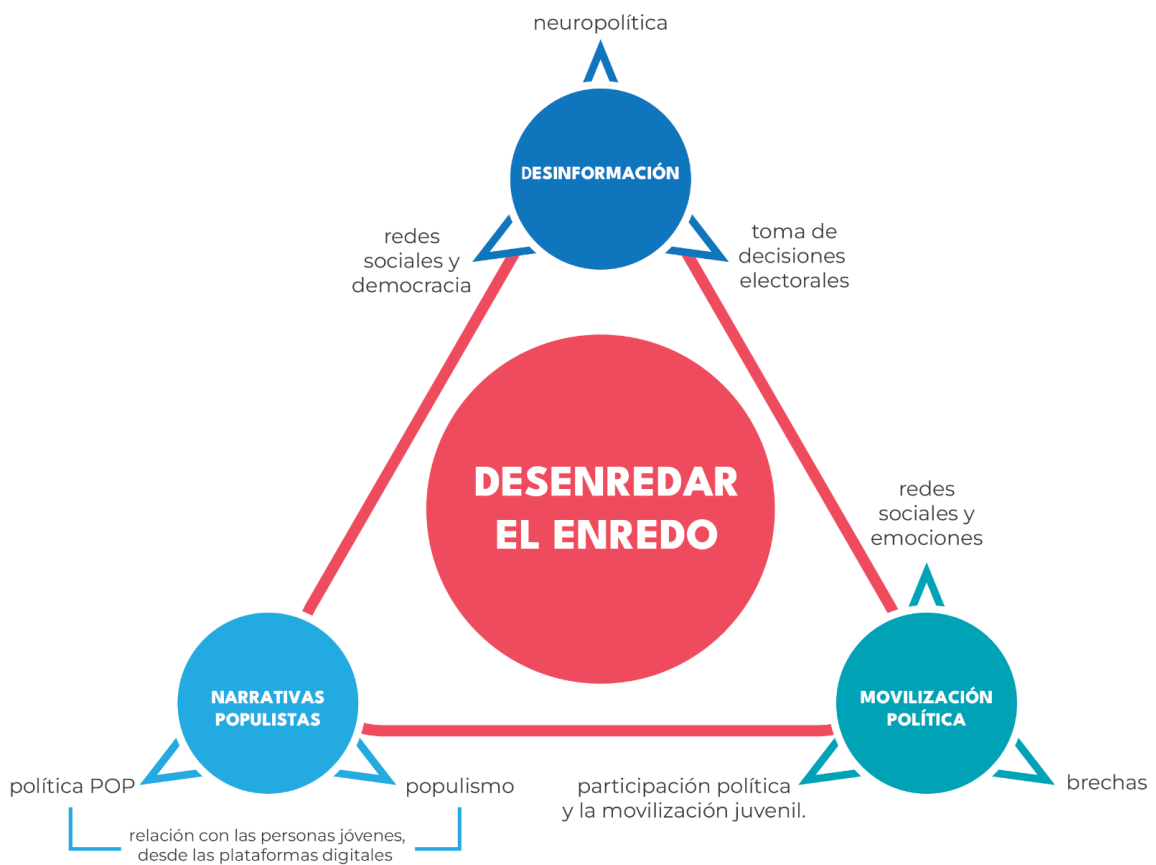 neuropolítica
DESINFORMACIÓN
redes
sociales y
democracia
toma de
decisiones
electorales
DESENREDAR
EL ENREDO
redes
sociales y
emociones
NARRATIVAS
POPULISTAS
MOVILIZACIÓN
POLÍTICA
política POP
populismo
relación con las personas jóvenes,
desde las plataformas digitales
participación política
y la movilización juvenil.
brechas